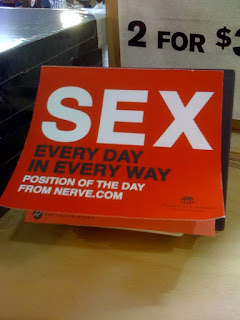 2 FOR $
SEX
EVERY DAY
IN EVERY WAY
POSITION OF THE DAY
FROM NERVE.COM